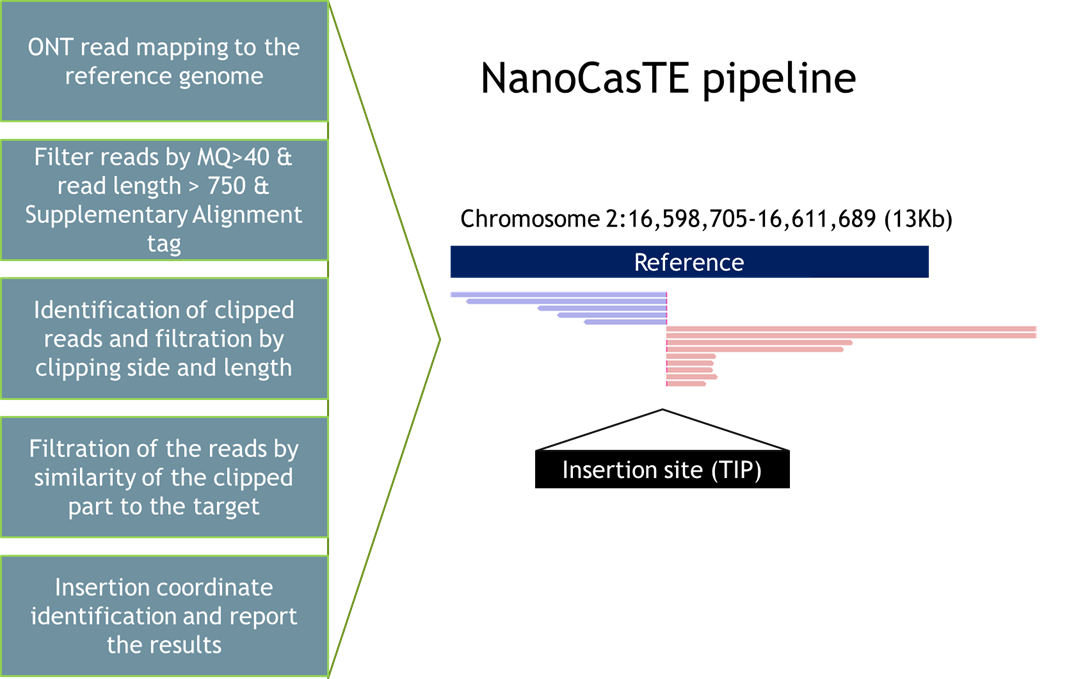 ONT read mapping to the
reference genome
Filter reads by MQ>40 &
read length > 750 &
Supplementary Alignment
tag
Identification of clipped
reads and filtration by
clipping side and length
Filtration of the reads by
similarity of the clipped
part to the target
Insertion coordinate
identification and report
the results
NanoCasTE pipeline
Chromosome 2:16,598,705-16,611,689 (13Kb)
Reference
Insertion site (TIP)